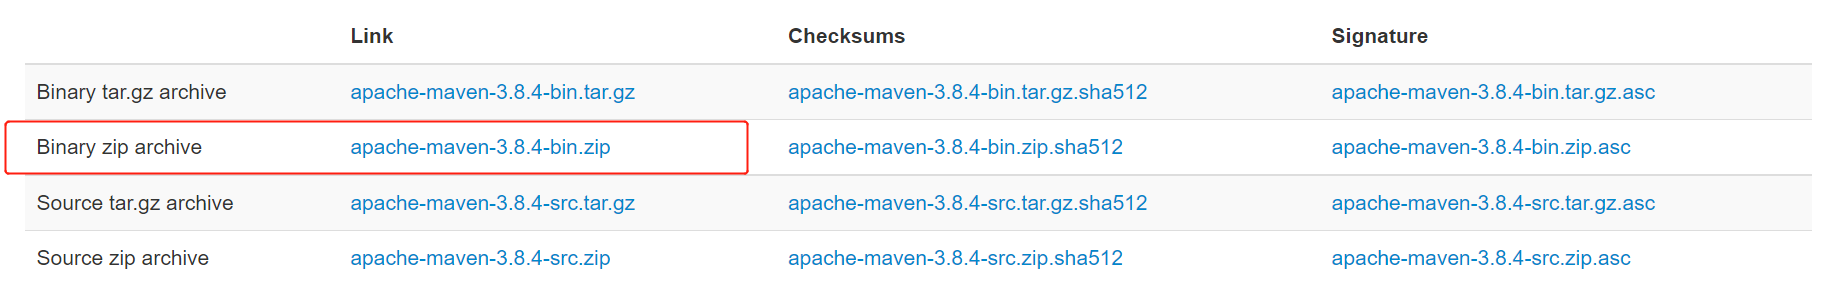 Link Checksums Signature
Binary tar.gz archive apache-maven-3.8.4-bin.tar.gz apache-maven-3.8.4-bin.tar.gz.sha512 apache-maven-3.8.4-bin.tar.gz.asc
Binary zip archive apache-maven-3.8.4-bin.zip apache-maven-3.8.4-bin.zip.sha512 apache-maven-3.8.4-bin.zip.asc
Source tar.gz archive apache-maven-3.8.4-src.tar.gz apache-maven-3.8.4-src.tar.gz.sha512 apache-maven-3.8.4-src.tar.gz.asc
Source zip archive apache-maven-3.8.4-src.zip apache-maven-3.8.4-src.zip.sha512 apache-maven-3.8.4-src.zip.asc